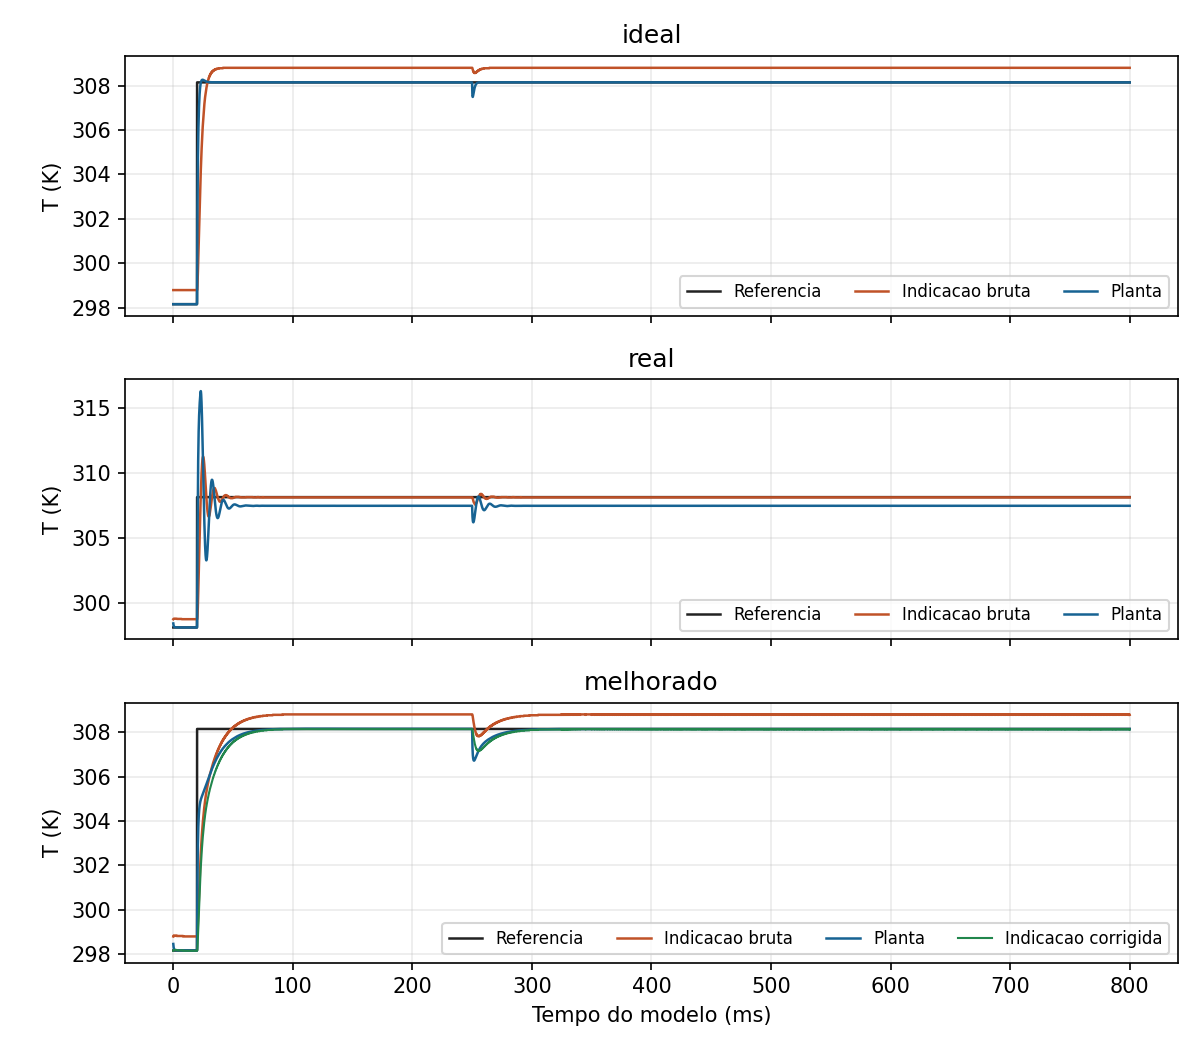 ideal
308
306
304
302
300
298
T (K)
Referencia Indicacao bruta Planta
real
315
310
305
300
T (K)
Referencia Indicacao bruta Planta
melhorado
308
306
304
302
300
298
T (K)
Referencia Indicacao bruta Planta Indicacao corrigida
0 100 200 300 400 500 600 700 800
Tempo do modelo (ms)